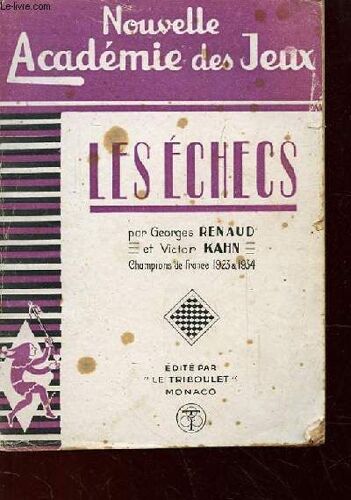 Le-livre.com
Nouvelle
Académie des Jeux
LES ÉCHECS
par Georges RENAUD
et Victor KAHN
Champions de France 1923 & 1934
ÉDITÉ PAR
"LE TRIBOULET"
MONACO